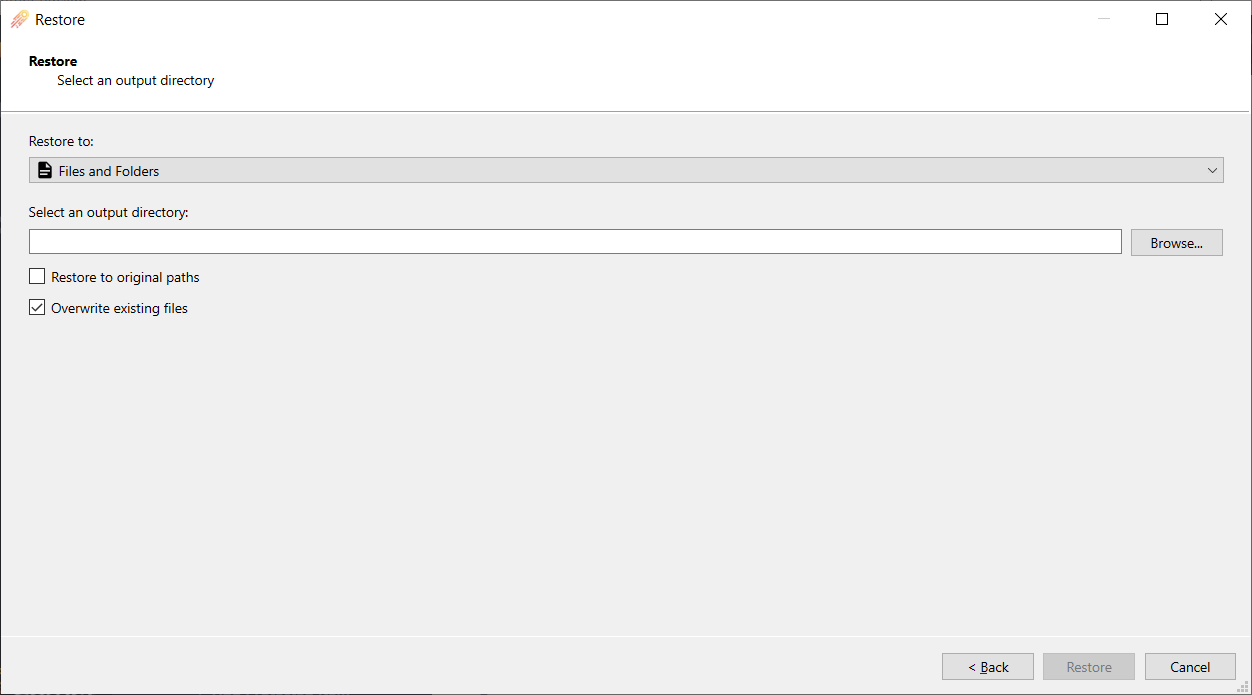 Restore
Restore
Select an output directory
Restore to:
Files and Folders
Select an output directory:
Browse...
Restore to original paths
Overwrite existing files
< Back
Restore
Cancel